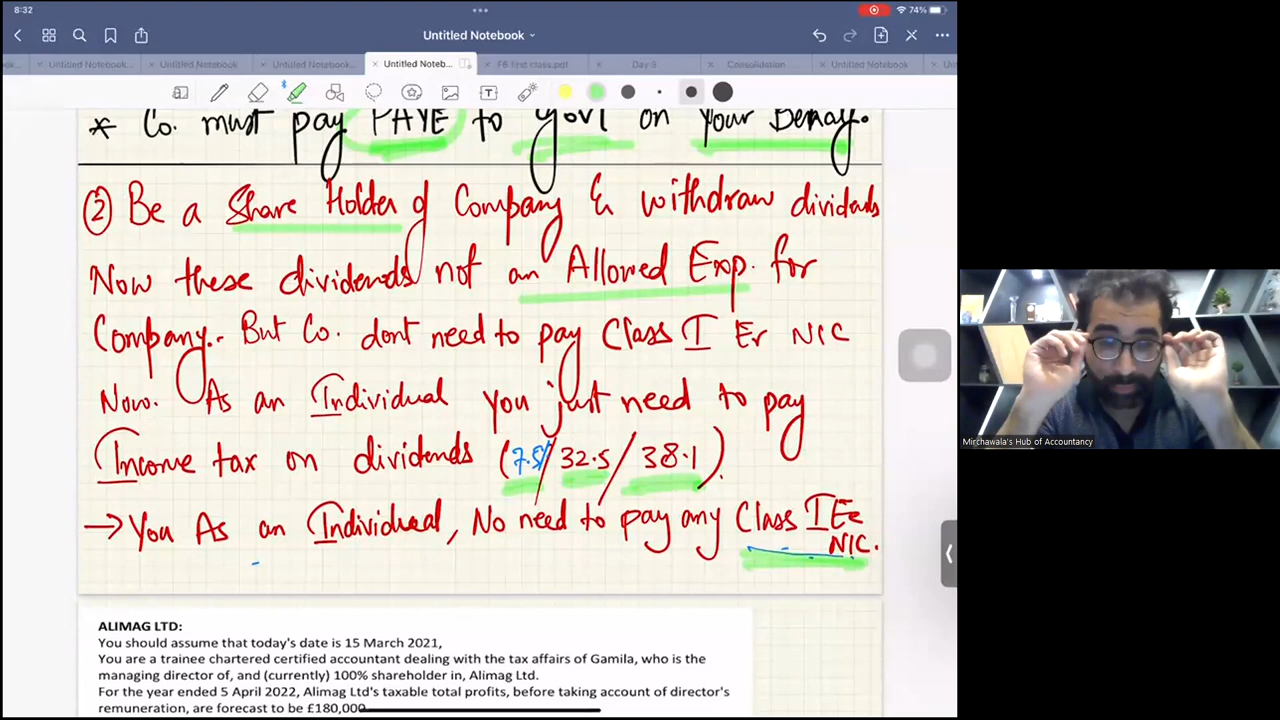 8:32
74%
Untitled Notebook
Untitled Notebook... Untitled Notebook Untitled Notebook... Untitled Noteb... F6 first class.pdf Day 5 Consolidation Untitled Notebook
* Co. must pay PAYE to Govt on Your Behalf.
② Be a Share Holder of Company & withdraw dividends
Now these dividends not an Allowed Exp. for
Company.. But Co. dont need to pay Class I Er NIC
Now. As an Individual You just need to pay
Income tax on dividends (7.5/32.5/38.1).
→ You As an Individual, No need to pay any Class I Ee
NIC.
ALIMAG LTD:
You should assume that today's date is 15 March 2021,
You are a trainee chartered certified accountant dealing with the tax affairs of Gamila, who is the
managing director of, and (currently) 100% shareholder in, Alimag Ltd.
For the year ended 5 April 2022, Alimag Ltd's taxable total profits, before taking account of director's
remuneration, are forecast to be £180,000
Mirchawala's Hub of Accountancy